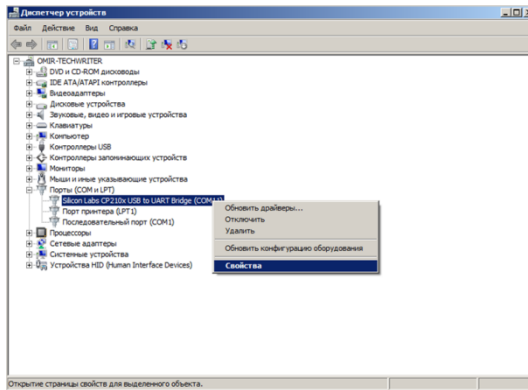 Диспетчер устройств
Файл Действие Вид Справка
OMIR-TECHWRITER
DVD и CD-ROM дисководы
IDE ATA/ATAPI контроллеры
Видеоадаптеры
Дисковые устройства
Звуковые, видео и игровые устройства
Клавиатуры
Компьютер
Контроллеры USB
Контроллеры запоминающих устройств
Мониторы
Мыши и иные указывающие устройства
Порты (COM и LPT)
Silicon Labs CP210x USB to UART Bridge
Порт принтера (LPT1)
Последовательный порт (COM1)
Процессоры
Сетевые адаптеры
Системные устройства
Устройства HID (Human Interface Devices)
Обновить драйверы...
Отключить
Удалить
Обновить конфигурацию оборудования
Свойства
Открытие страницы свойств для выделенного объекта.